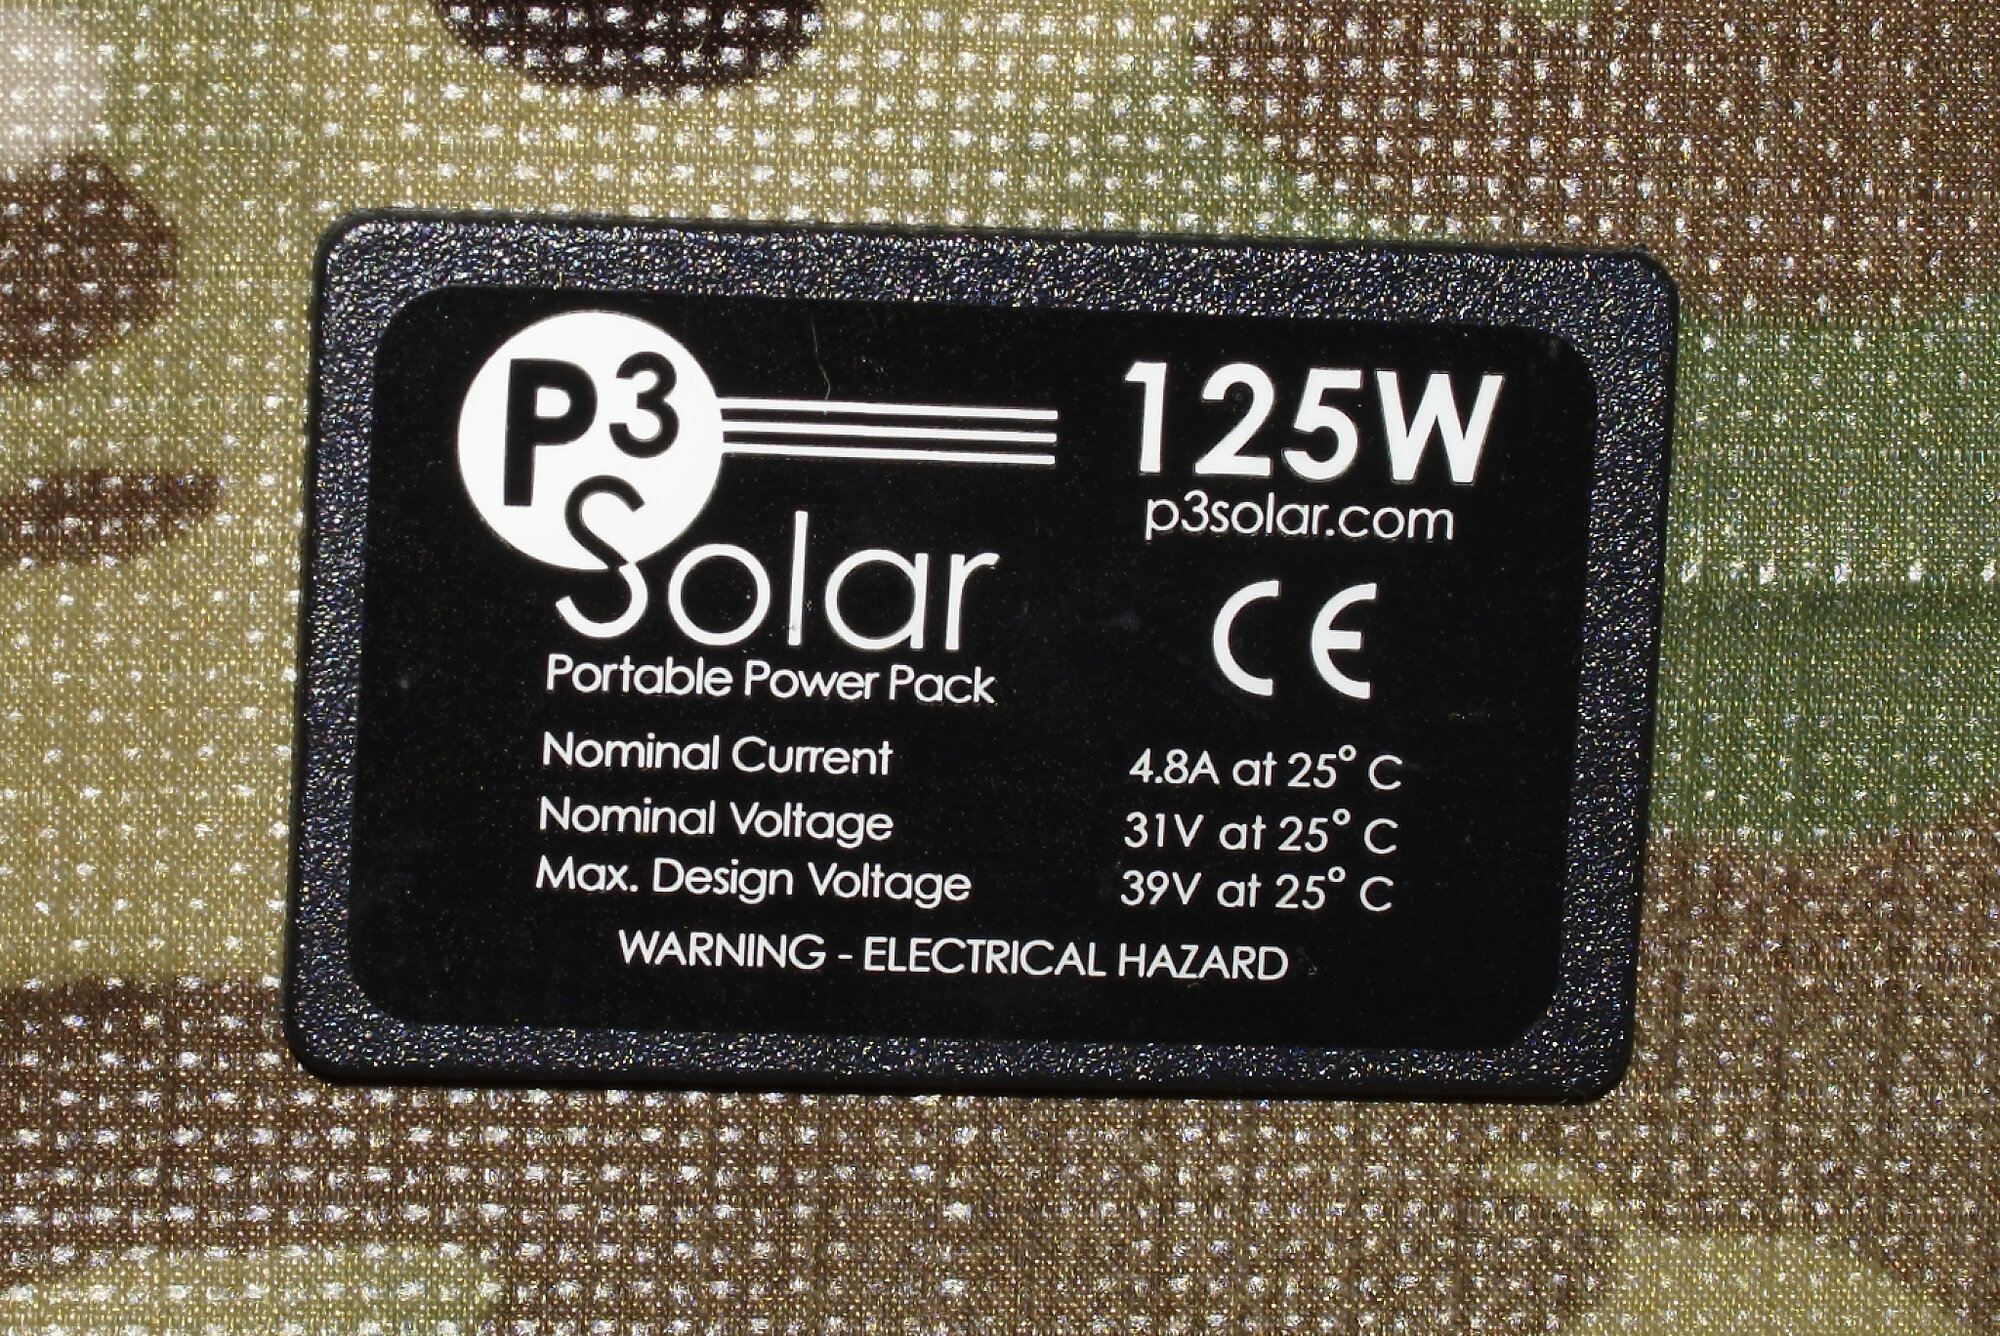 P3
Solar
Portable Power Pack
125W
p3solar.com
CE
Nominal Current 4.8A at 25° C
Nominal Voltage 31V at 25° C
Max. Design Voltage 39V at 25° C
WARNING - ELECTRICAL HAZARD